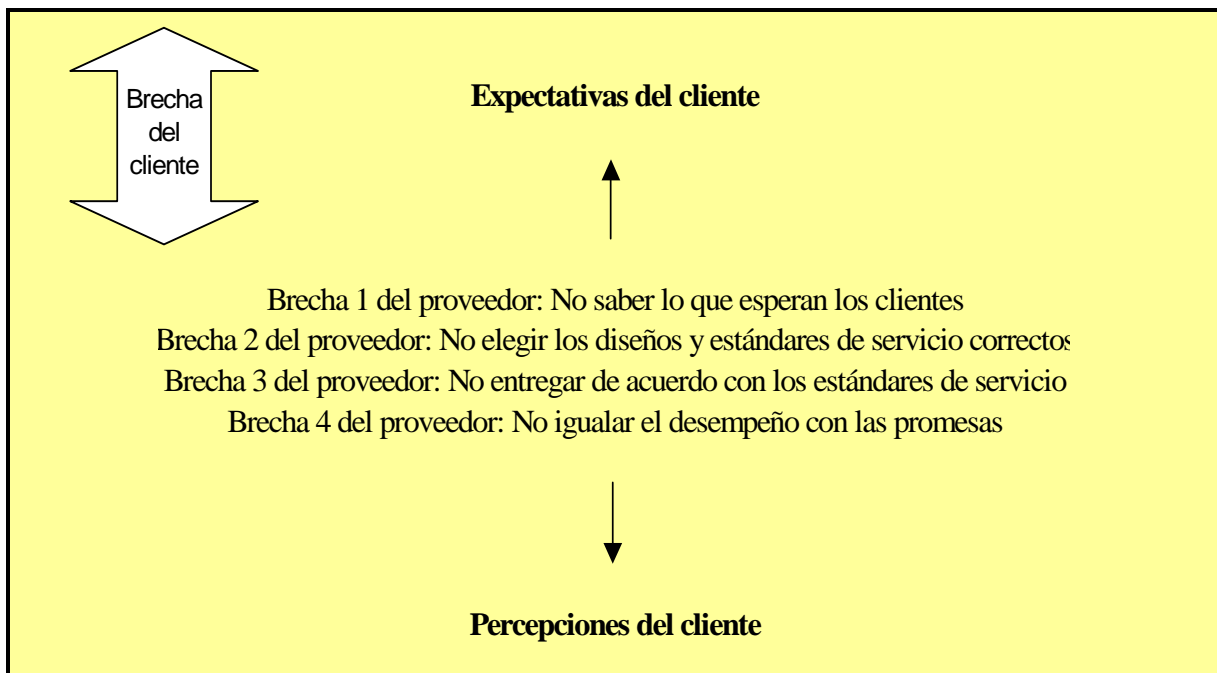 Brecha
del
cliente
Expectativas del cliente
Brecha 1 del proveedor: No saber lo que esperan los clientes
Brecha 2 del proveedor: No elegir los diseños y estándares de servicio correctos
Brecha 3 del proveedor: No entregar de acuerdo con los estándares de servicio
Brecha 4 del proveedor: No igualar el desempeño con las promesas
Percepciones del cliente